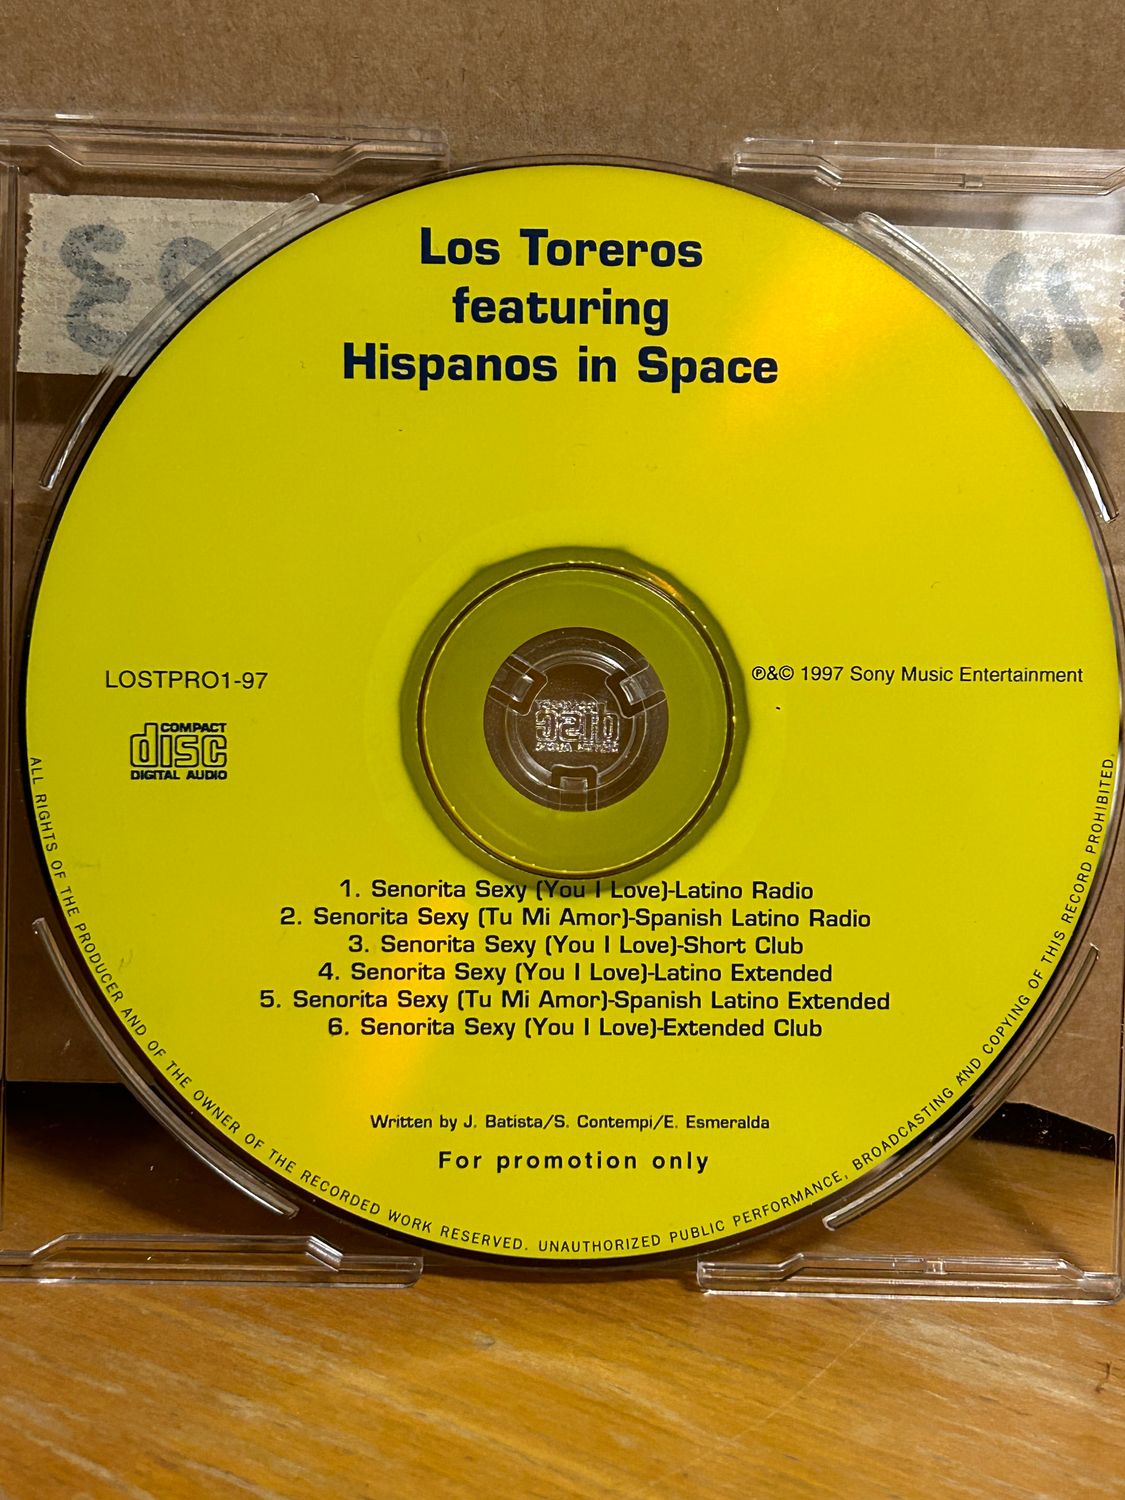 Los Toreros
featuring
Hispanos in Space
LOSTPRO1-97
℗&© 1997 Sony Music Entertainment
COMPACT
disc
DIGITAL AUDIO
1. Senorita Sexy (You I Love)-Latino Radio
2. Senorita Sexy (Tu Mi Amor)-Spanish Latino Radio
3. Senorita Sexy (You I Love)-Short Club
4. Senorita Sexy (You I Love)-Latino Extended
5. Senorita Sexy (Tu Mi Amor)-Spanish Latino Extended
6. Senorita Sexy (You I Love)-Extended Club
Written by J. Batista/S. Contempi/E. Esmeralda
For promotion only
ALL RIGHTS OF THE PRODUCER AND OF THE OWNER OF THE RECORDED WORK RESERVED. UNAUTHORIZED PUBLIC PERFORMANCE, BROADCASTING AND COPYING OF THIS RECORD PROHIBITED.